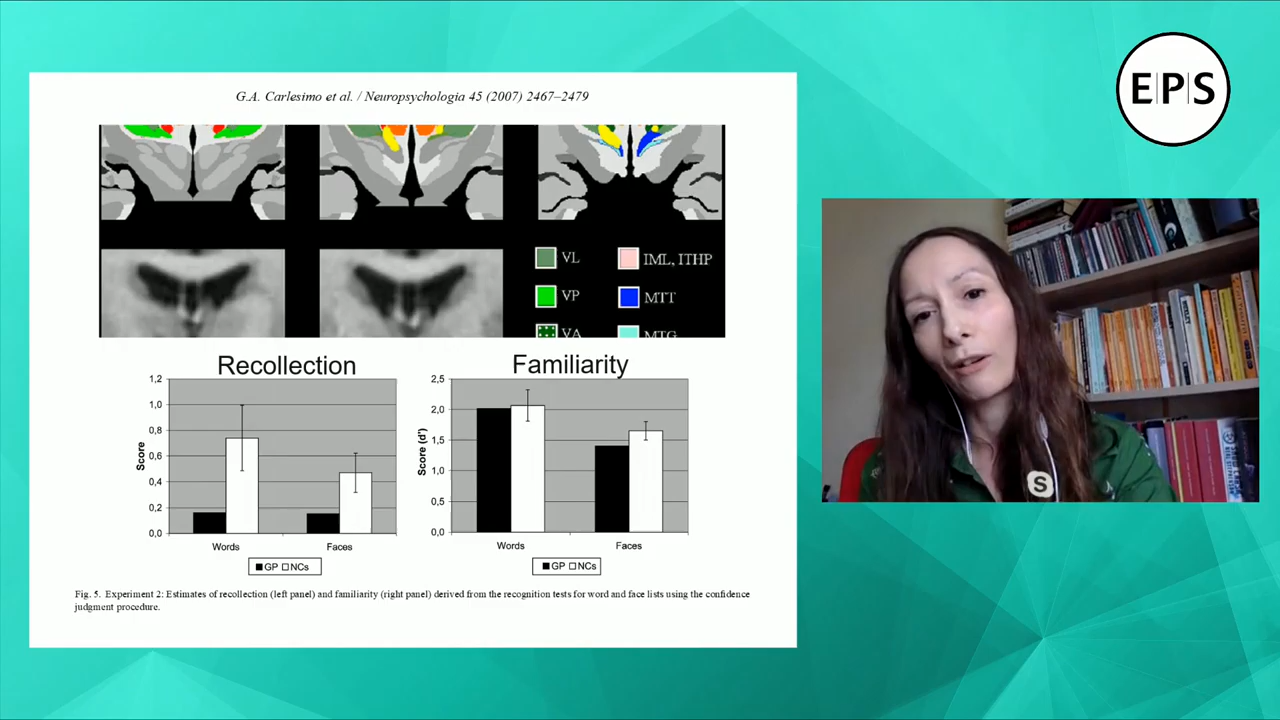 E|P|S
G.A. Carlesimo et al. / Neuropsychologia 45 (2007) 2467–2479
VL
IML, ITHP
VP
MTT
VA
MTG
Recollection
Familiarity
1,2
1,0
0,8
0,6
0,4
0,2
0,0
Score
Words
Faces
GP NCs
2,5
2,0
1,5
1,0
0,5
0,0
Score (d')
Words
Faces
GP NCs
Fig. 5. Experiment 2: Estimates of recollection (left panel) and familiarity (right panel) derived from the recognition tests for word and face lists using the confidence
judgment procedure.
S